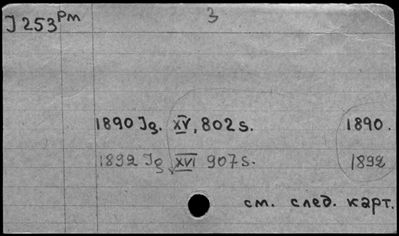 J 253 Pm
3
1890 Jg. XV, 802 s. 1890.
1892 Jg XVI 907 s. 1892
см. след. карт.